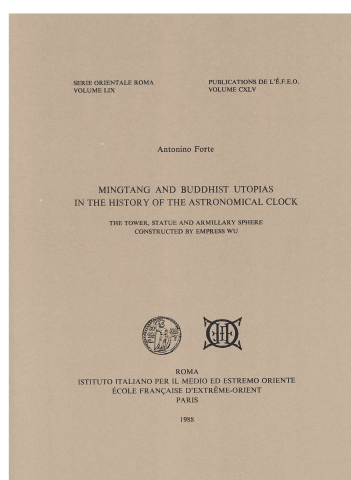 SERIE ORIENTALE ROMA
VOLUME LIX
PUBLICATIONS DE L'É.F.E.O.
VOLUME CXLV
Antonino Forte
MINGTANG AND BUDDHIST UTOPIAS
IN THE HISTORY OF THE ASTRONOMICAL CLOCK
THE TOWER, STATUE AND ARMILLARY SPHERE
CONSTRUCTED BY EMPRESS WU
ROMA
ISTITUTO ITALIANO PER IL MEDIO ED ESTREMO ORIENTE
ÉCOLE FRANÇAISE D'EXTRÊME-ORIENT
PARIS
1988